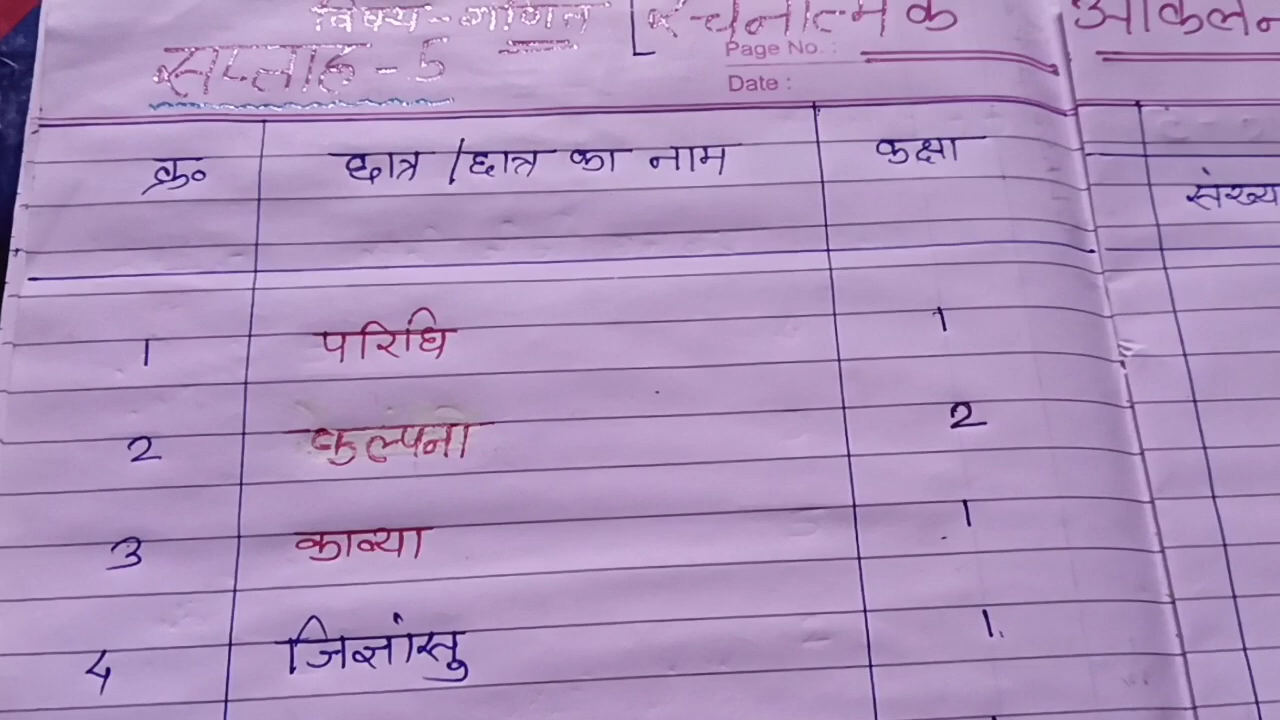 विषय-गणित [रचनात्मक आकलन
Page No. :
सप्ताह-5
Date :
क्र० छात्र/छात्र का नाम कक्षा
संख्य
1 परिधि 1
2 कल्पना 2
3 काव्या 1
4 जिज्ञांसु 1.